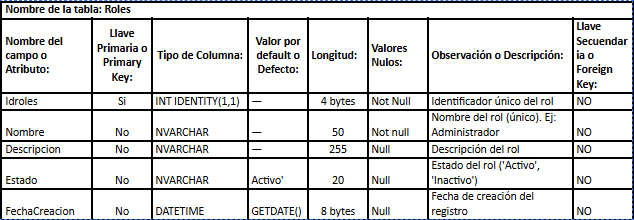 Nombre de la tabla: Roles
Nombre del campo o Atributo: | Llave Primaria o Primary Key: | Tipo de Columna: | Valor por default o Defecto: | Longitud: | Valores Nulos: | Observación o Descripción: | Llave Secundaria o Foreign Key:
Idroles | Si | INT IDENTITY(1,1) | — | 4 bytes | Not Null | Identificador único del rol | NO
Nombre | No | NVARCHAR | — | 50 | Not null | Nombre del rol (único). Ej: Administrador | NO
Descripcion | No | NVARCHAR | — | 255 | Null | Descripción del rol | NO
Estado | No | NVARCHAR | Activo' | 20 | Null | Estado del rol ('Activo', 'Inactivo') | NO
FechaCreacion | No | DATETIME | GETDATE() | 8 bytes | Null | Fecha de creación del registro | NO